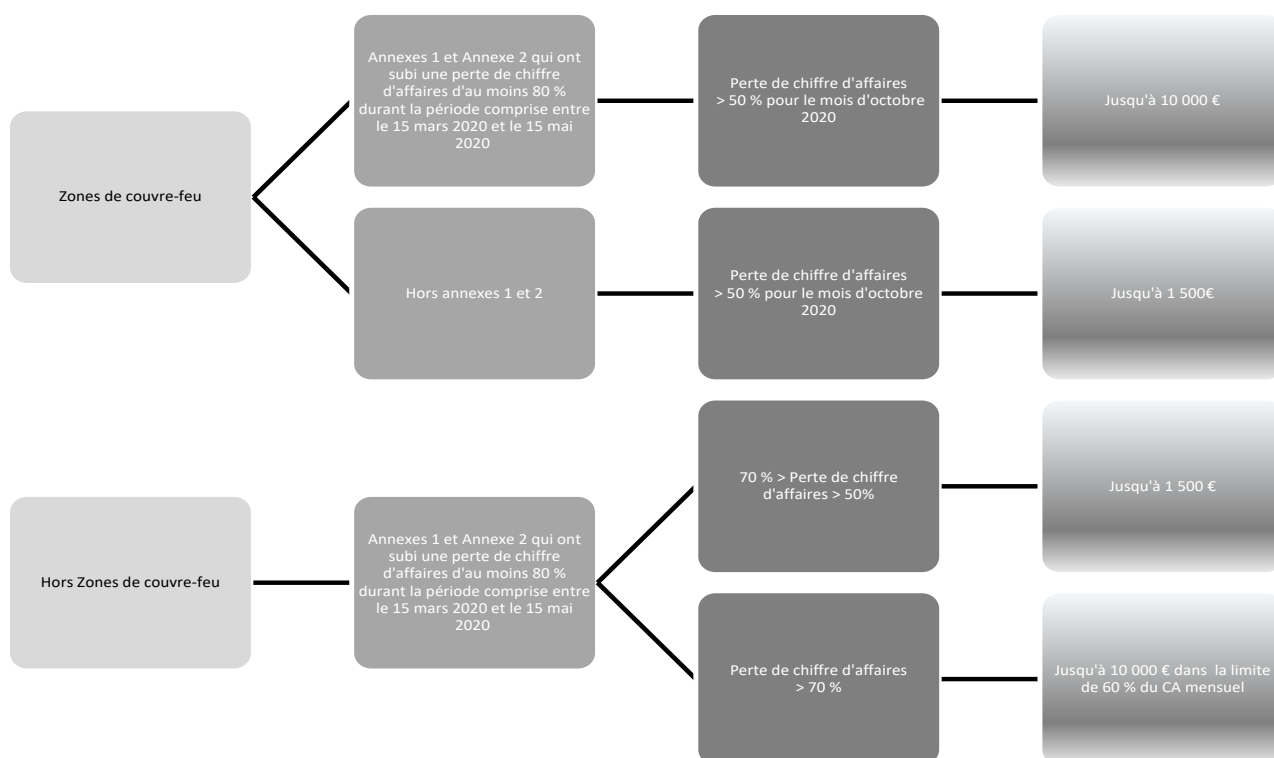 Zones de couvre-feu
Annexes 1 et Annexe 2 qui ont
subi une perte de chiffre
d'affaires d'au moins 80 %
durant la période comprise entre
le 15 mars 2020 et le 15 mai
2020
Perte de chiffre d'affaires
> 50 % pour le mois d'octobre
2020
Jusqu'à 10 000 €
Hors annexes 1 et 2
Perte de chiffre d'affaires
> 50 % pour le mois d'octobre
2020
Jusqu'à 1 500€
Hors Zones de couvre-feu
Annexes 1 et Annexe 2 qui ont
subi une perte de chiffre
d'affaires d'au moins 80 %
durant la période comprise entre
le 15 mars 2020 et le 15 mai
2020
70 % > Perte de chiffre
d'affaires > 50%
Jusqu'à 1 500 €
Perte de chiffre d'affaires
> 70 %
Jusqu'à 10 000 € dans la limite
de 60 % du CA mensuel